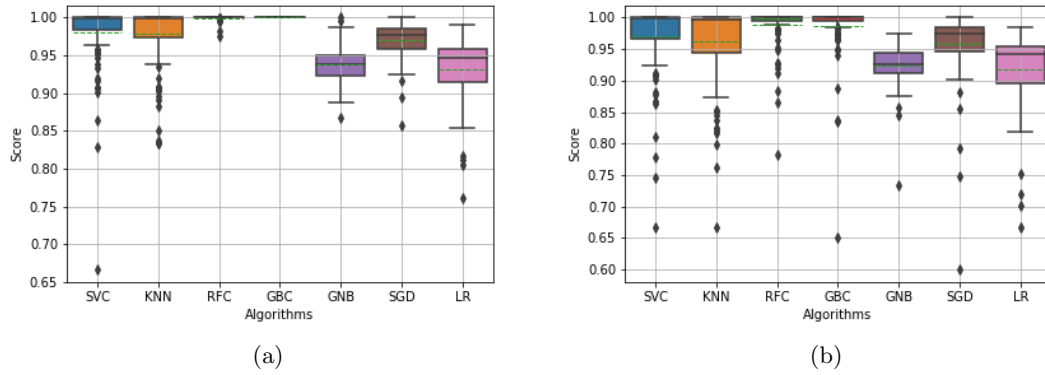 1.00
0.95
0.90
0.85
0.80
0.75
0.70
0.65
Score
SVC KNN RFC GBC GNB SGD LR
Algorithms
(a)
1.00
0.95
0.90
0.85
0.80
0.75
0.70
0.65
0.60
Score
SVC KNN RFC GBC GNB SGD LR
Algorithms
(b)